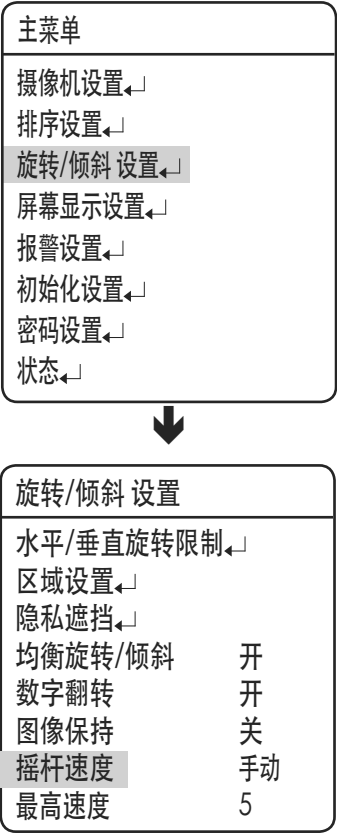 主菜单
摄像机设置↵
排序设置↵
旋转/倾斜 设置↵
屏幕显示设置↵
报警设置↵
初始化设置↵
密码设置↵
状态↵
旋转/倾斜 设置
水平/垂直旋转限制↵
区域设置↵
隐私遮挡↵
均衡旋转/倾斜 开
数字翻转 开
图像保持 关
摇杆速度 手动
最高速度 5